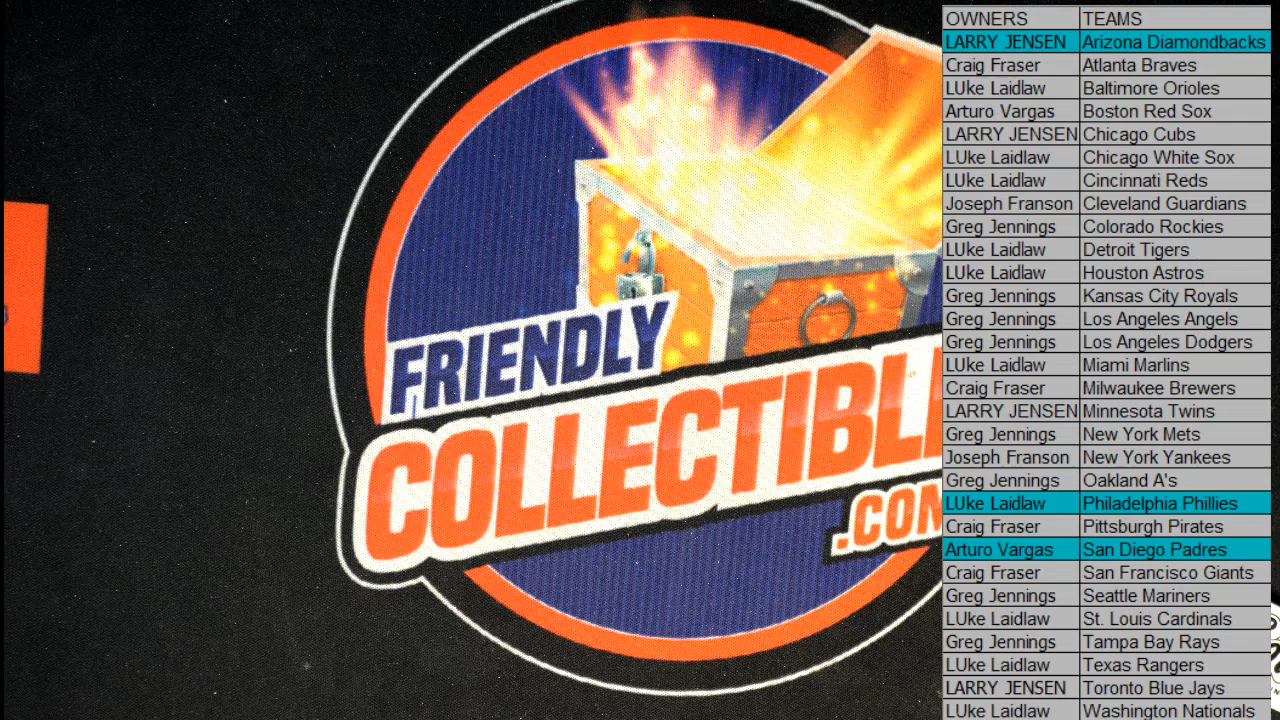 FRIENDLY
COLLECTIBL
.COM
OWNERS TEAMS
LARRY JENSEN Arizona Diamondbacks
Craig Fraser Atlanta Braves
LUke Laidlaw Baltimore Orioles
Arturo Vargas Boston Red Sox
LARRY JENSEN Chicago Cubs
LUke Laidlaw Chicago White Sox
LUke Laidlaw Cincinnati Reds
Joseph Franson Cleveland Guardians
Greg Jennings Colorado Rockies
LUke Laidlaw Detroit Tigers
LUke Laidlaw Houston Astros
Greg Jennings Kansas City Royals
Greg Jennings Los Angeles Angels
Greg Jennings Los Angeles Dodgers
LUke Laidlaw Miami Marlins
Craig Fraser Milwaukee Brewers
LARRY JENSEN Minnesota Twins
Greg Jennings New York Mets
Joseph Franson New York Yankees
Greg Jennings Oakland A's
LUke Laidlaw Philadelphia Phillies
Craig Fraser Pittsburgh Pirates
Arturo Vargas San Diego Padres
Craig Fraser San Francisco Giants
Greg Jennings Seattle Mariners
LUke Laidlaw St. Louis Cardinals
Greg Jennings Tampa Bay Rays
LUke Laidlaw Texas Rangers
LARRY JENSEN Toronto Blue Jays
LUke Laidlaw Washington Nationals